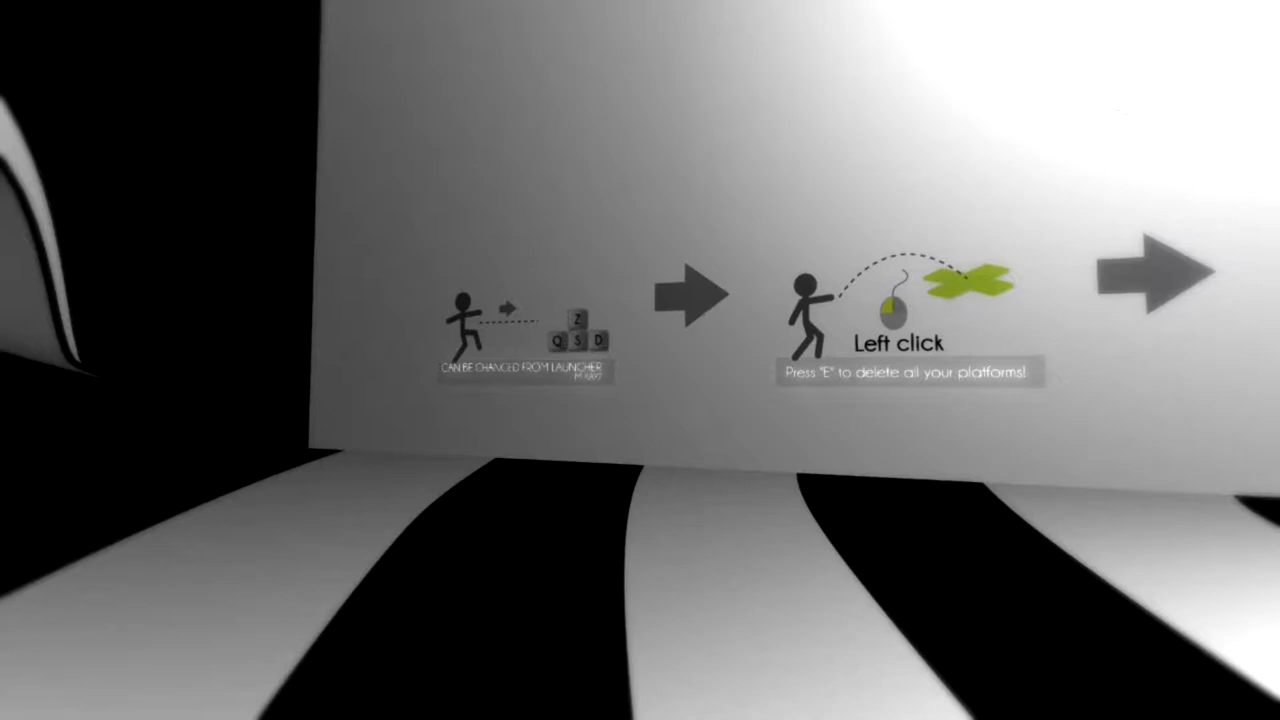 Z
Q S D
CAN BE CHANGED FROM LAUNCHER
Left click
Press "E" to delete all your platforms!